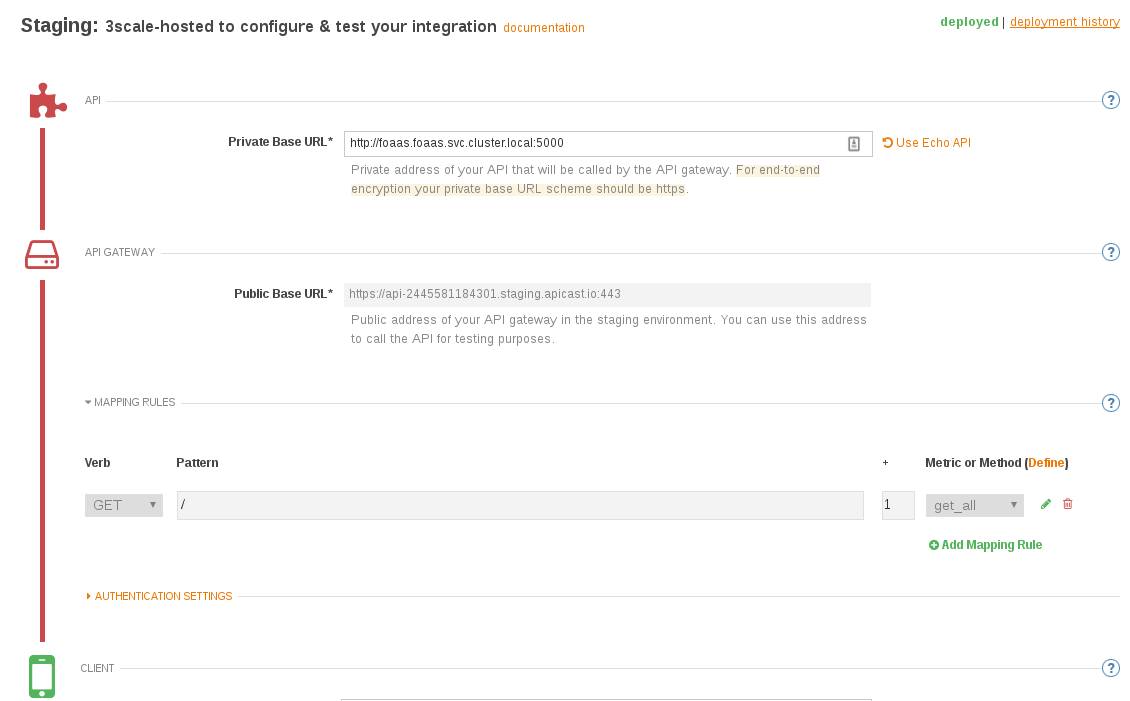 Staging: 3scale-hosted to configure & test your integration documentation
deployed | deployment history
API
?
Private Base URL*
http://foaas.foaas.svc.cluster.local:5000
Use Echo API
Private address of your API that will be called by the API gateway. For end-to-end
encryption your private base URL scheme should be https.
API GATEWAY
?
Public Base URL*
https://api-2445581184301.staging.apicast.io:443
Public address of your API gateway in the staging environment. You can use this address
to call the API for testing purposes.
MAPPING RULES
?
Verb Pattern + Metric or Method (Define)
GET / 1 get_all
Add Mapping Rule
AUTHENTICATION SETTINGS
CLIENT
?